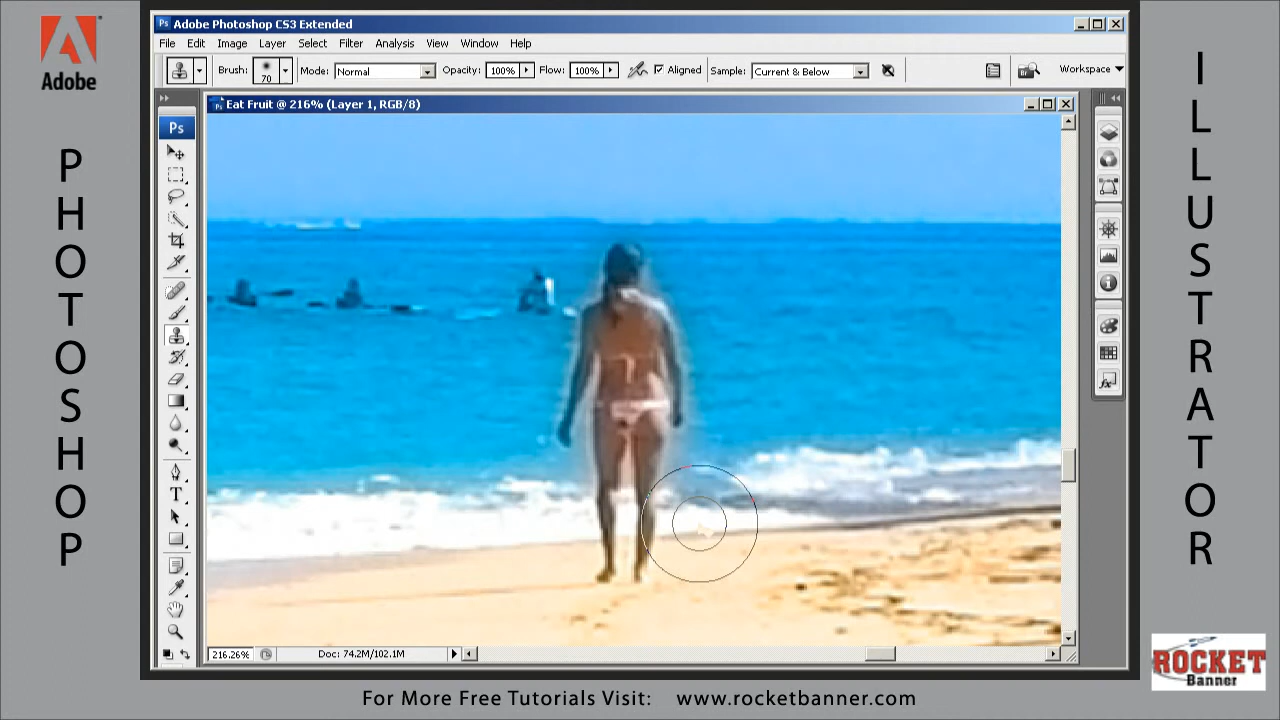 Adobe
PHOTOSHOP
Ps Adobe Photoshop CS3 Extended
File Edit Image Layer Select Filter Analysis View Window Help
Brush: 70 Mode: Normal Opacity: 100% Flow: 100% Aligned Sample: Current & Below Workspace
Eat Fruit @ 216% (Layer 1, RGB/8)
Ps
T
216.26% Doc: 74.2M/102.1M
ILLUSTRATOR
ROCKET
Banner
For More Free Tutorials Visit: www.rocketbanner.com